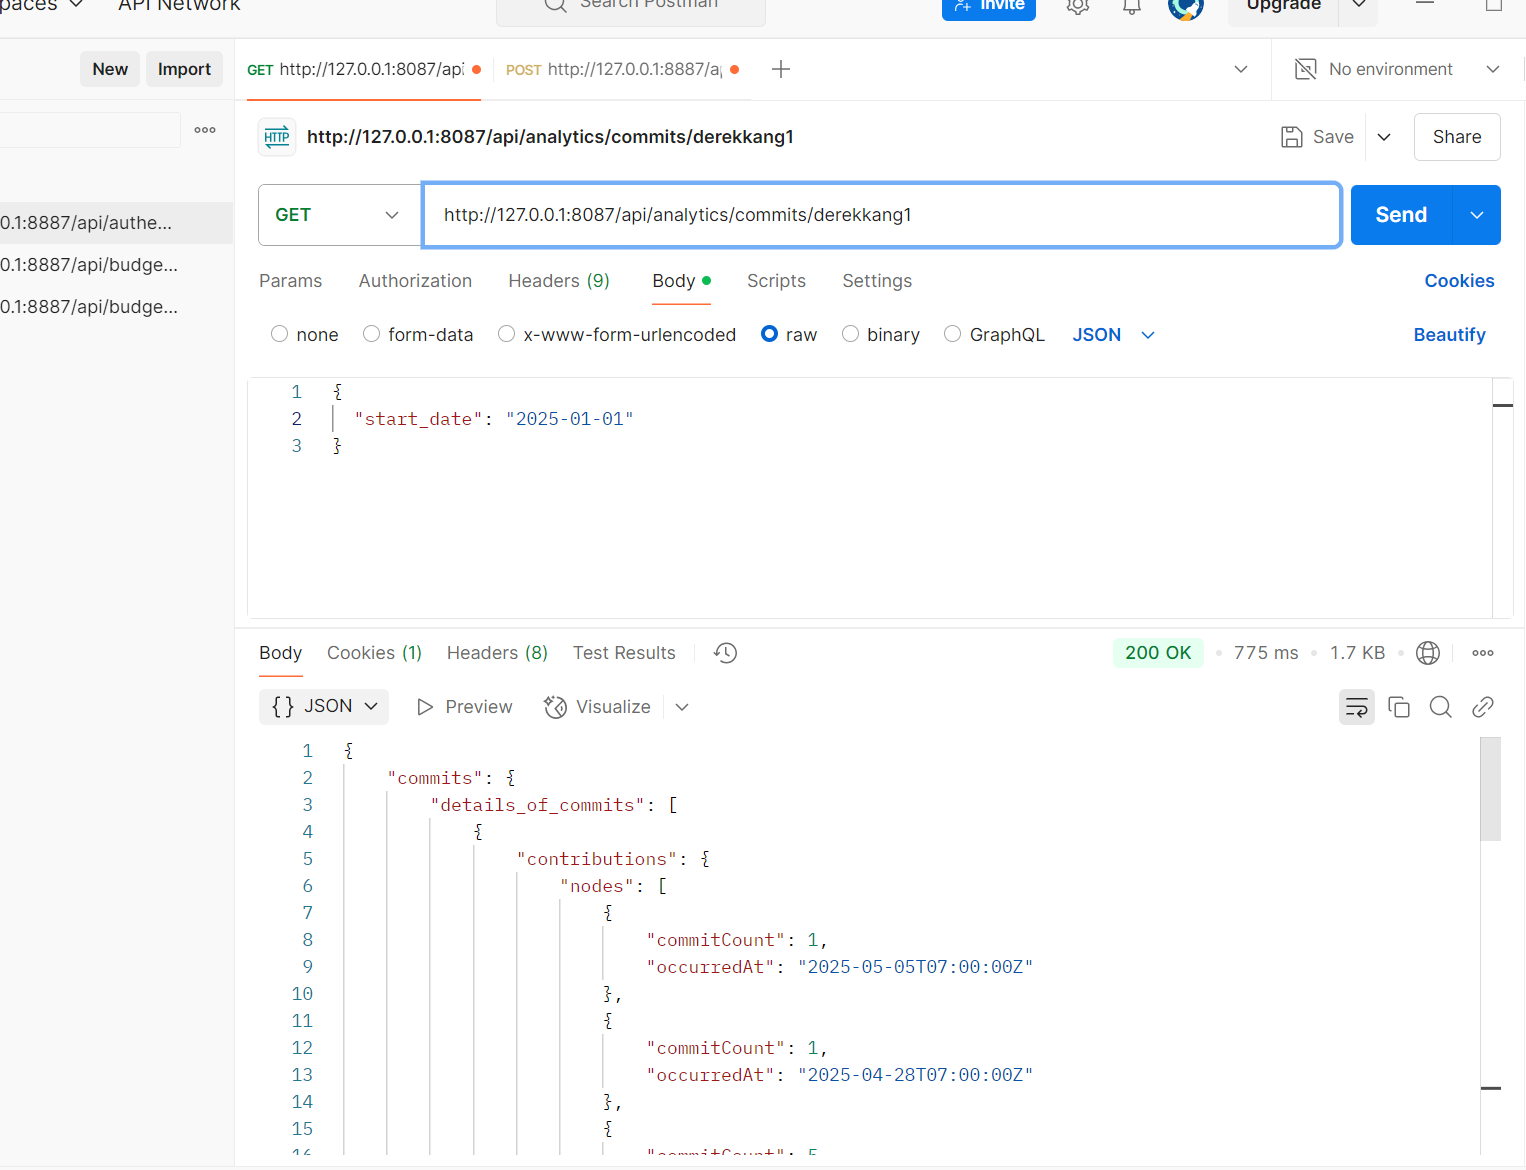 paces API Network Search Postman Invite Upgrade
New Import GET http://127.0.0.1:8087/api POST http://127.0.0.1:8887/a No environment
HTTP http://127.0.0.1:8087/api/analytics/commits/derekkang1 Save Share
GET http://127.0.0.1:8087/api/analytics/commits/derekkang1 Send
0.1:8887/api/authe...
0.1:8887/api/budge...
0.1:8887/api/budge...
Params Authorization Headers (9) Body Scripts Settings Cookies
none form-data x-www-form-urlencoded raw binary GraphQL JSON Beautify
1 {
2 "start_date": "2025-01-01"
3 }
Body Cookies (1) Headers (8) Test Results 200 OK 775 ms 1.7 KB
{} JSON Preview Visualize
1 {
2 "commits": {
3 "details_of_commits": [
4 {
5 "contributions": {
6 "nodes": [
7 {
8 "commitCount": 1,
9 "occurredAt": "2025-05-05T07:00:00Z"
10 },
11 {
12 "commitCount": 1,
13 "occurredAt": "2025-04-28T07:00:00Z"
14 },
15 {
16 "commitCount": 5